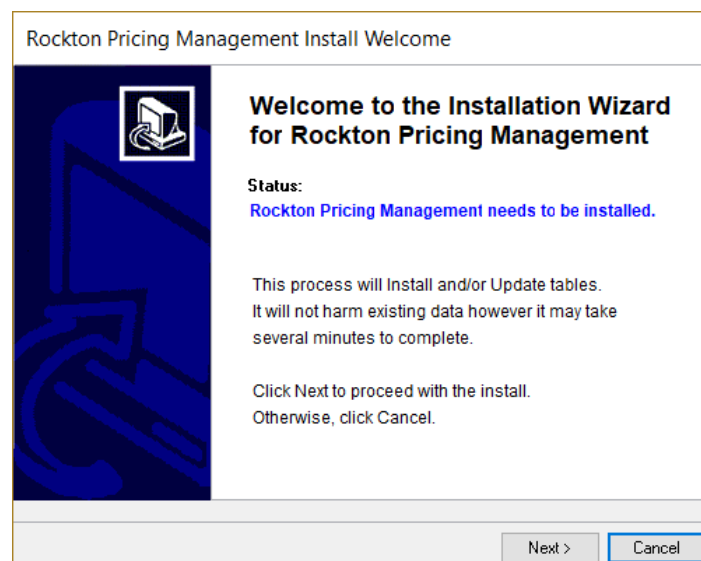 Rockton Pricing Management Install Welcome
Welcome to the Installation Wizard
for Rockton Pricing Management
Status:
Rockton Pricing Management needs to be installed.
This process will Install and/or Update tables.
It will not harm existing data however it may take
several minutes to complete.
Click Next to proceed with the install.
Otherwise, click Cancel.
Next >
Cancel